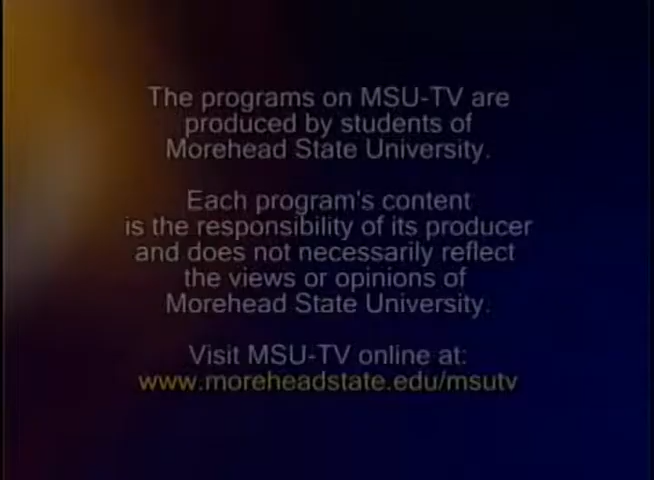 The programs on MSU-TV are
produced by students of
Morehead State University.
Each program's content
is the responsibility of its producer
and does not necessarily reflect
the views or opinions of
Morehead State University.
Visit MSU-TV online at:
www.moreheadstate.edu/msutv